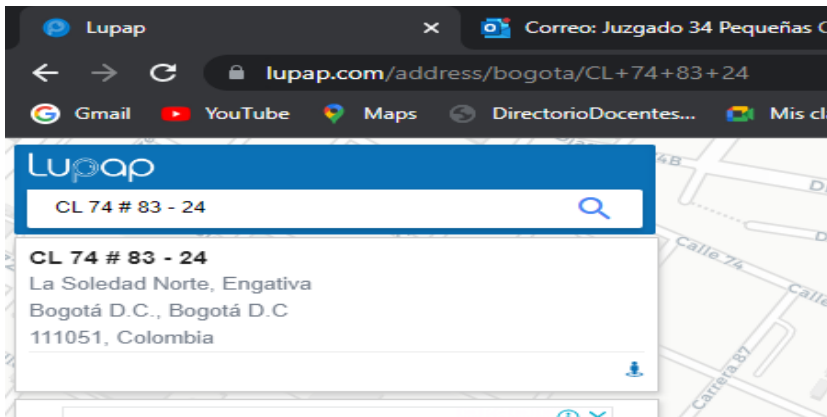 Lupap
Correo: Juzgado 34 Pequeñas
lupap.com/address/bogota/CL+74+83+24
Gmail YouTube Maps DirectorioDocentes... Mis
Lupap
CL 74 # 83 - 24
CL 74 # 83 - 24
La Soledad Norte, Engativa
Bogotá D.C., Bogotá D.C
111051, Colombia
Calle 74
Carrera 87